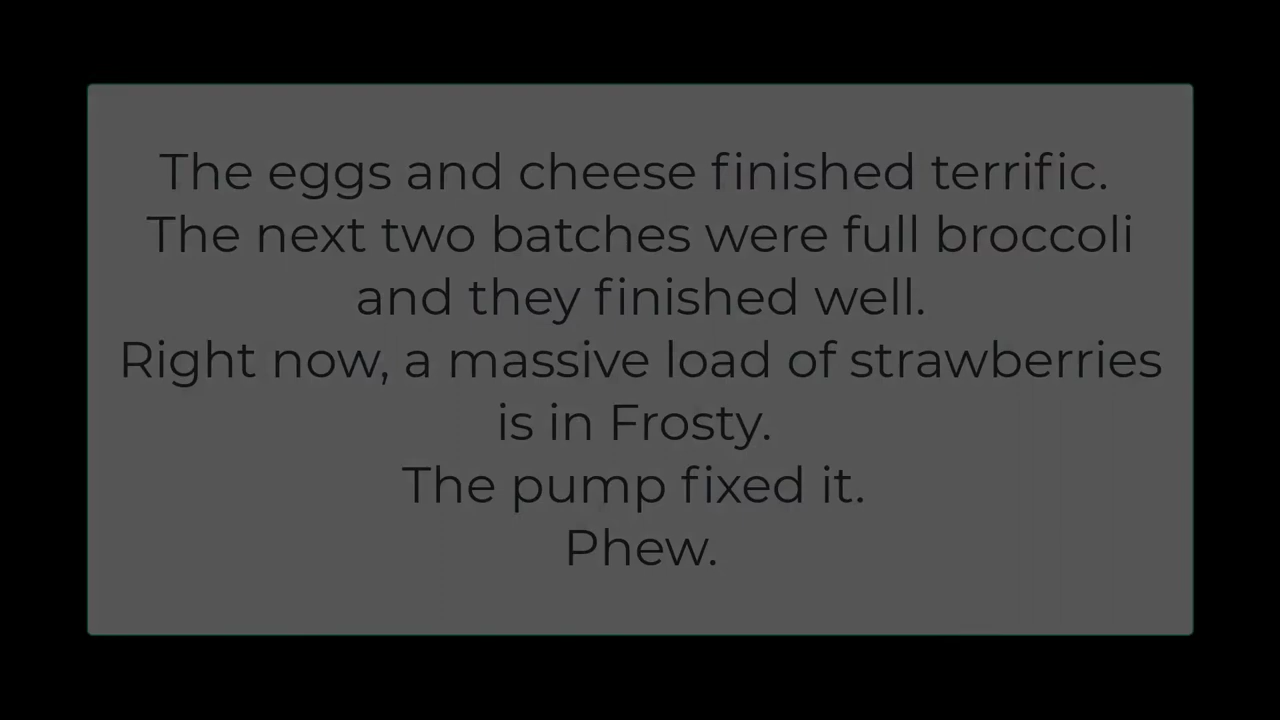 The eggs and cheese finished terrific.
The next two batches were full broccoli
and they finished well.
Right now, a massive load of strawberries
is in Frosty.
The pump fixed it.
Phew.